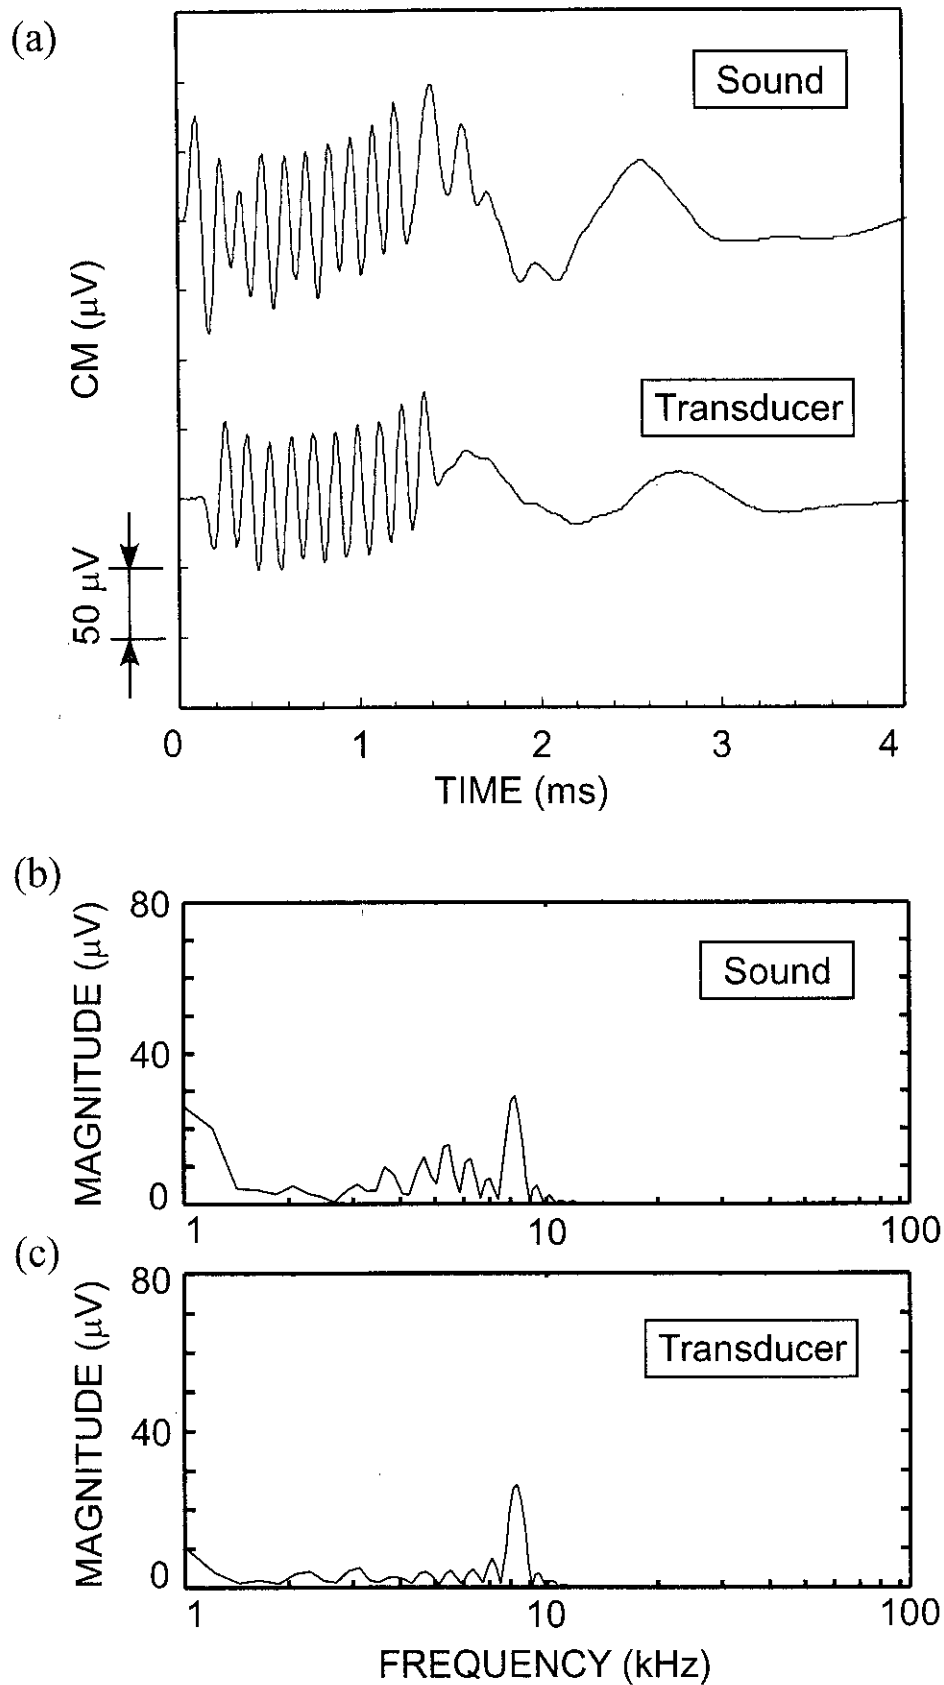 (a)
Sound
CM (μV)
Transducer
50 μV
0 1 2 3 4
TIME (ms)
(b)
80
40
0
MAGNITUDE (μV)
Sound
1 10 100
(c)
80
40
0
MAGNITUDE (μV)
Transducer
1 10 100
FREQUENCY (kHz)